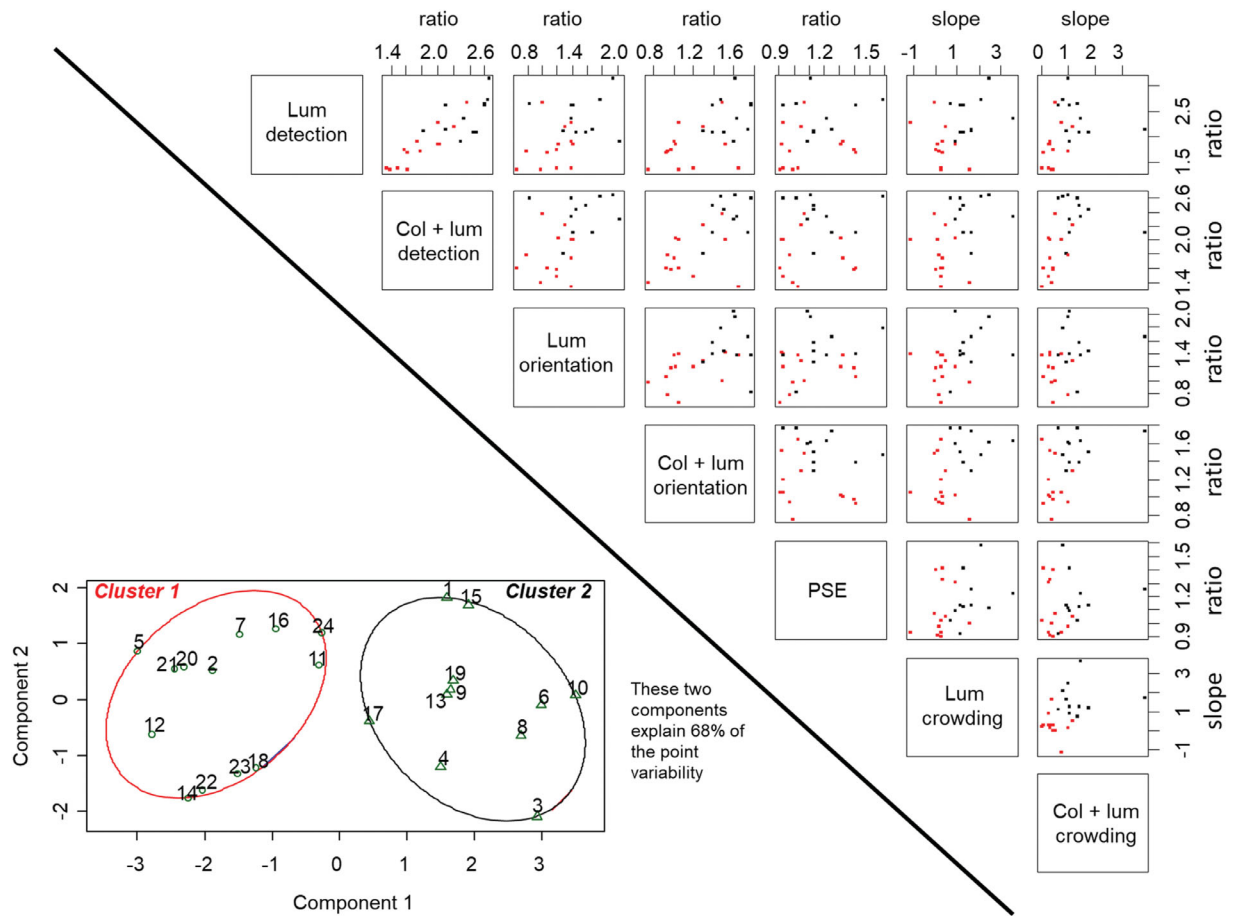 ratio ratio ratio ratio slope slope
1.4 2.0 2.6 0.8 1.4 2.0 0.8 1.2 1.6 0.9 1.2 1.5 -1 1 3 0 1 3
Lum
detection
1.5 2.5
ratio
Col + lum
detection
1.4 2.0 2.6
ratio
Lum
orientation
0.8 1.4 2.0
ratio
Col + lum
orientation
0.8 1.2 1.6
ratio
PSE
0.9 1.2 1.5
ratio
Lum
crowding
-1 1 3
slope
Col + lum
crowding
Cluster 1
Cluster 2
1 15
7 16 24
5
21 20 2 11
19
13 9
6 10
12
17
8
4
23 18
14 22
3
2
1
0
-1
-2
Component 2
-3 -2 -1 0 1 2 3
Component 1
These two
components
explain 68% of
the point
variability